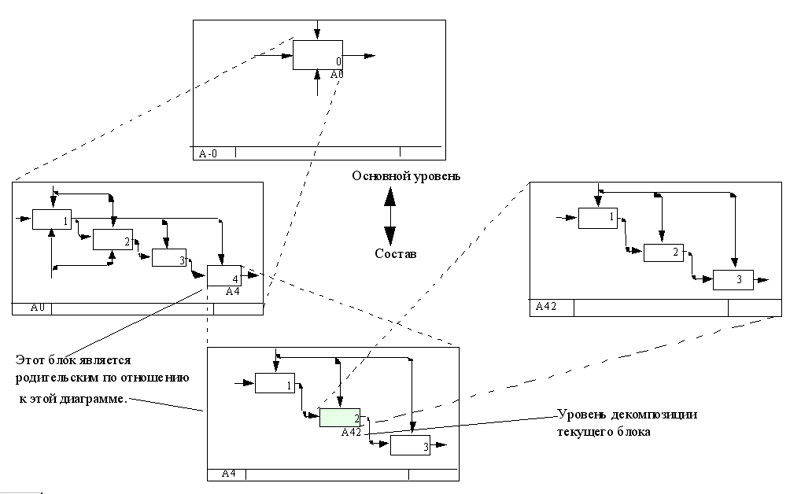 0
A0
A-0
Основной уровень
Состав
1
2
3
4
A4
A0
1
2
3
A42
Этот блок является
родительским по отношению
к этой диаграмме.
1
2
A42
3
A4
Уровень декомпозиции
текущего блока